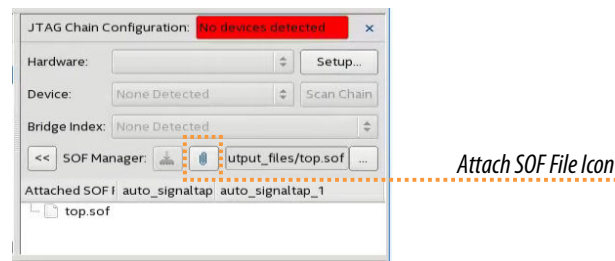 JTAG Chain Configuration: No devices detected x
Hardware: Setup...
Device: None Detected Scan Chain
Bridge Index: None Detected
<< SOF Manager: utput_files/top.sof ...
Attach SOF File Icon
Attached SOF F auto_signaltap auto_signaltap_1
top.sof